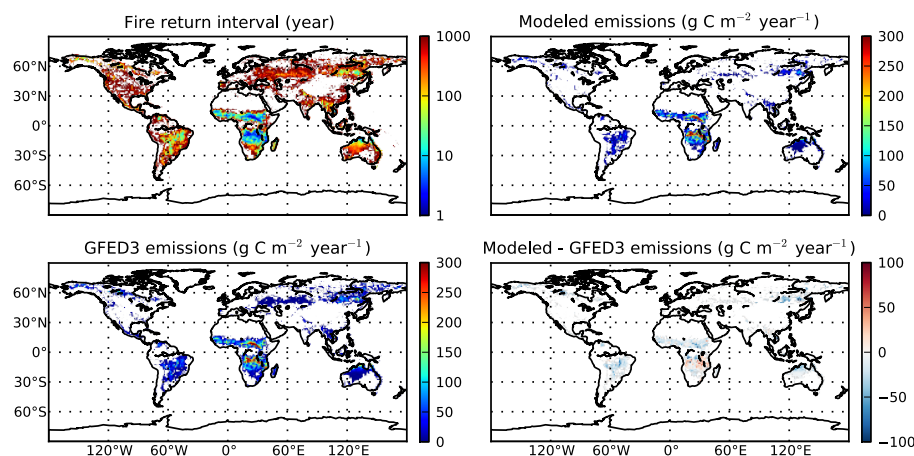 Fire return interval (year)
Modeled emissions (g C m⁻² year⁻¹)
60°N
30°N
0°
30°S
60°S
1000
100
10
1
300
250
200
150
100
50
0
GFED3 emissions (g C m⁻² year⁻¹)
Modeled - GFED3 emissions (g C m⁻² year⁻¹)
60°N
30°N
0°
30°S
60°S
300
250
200
150
100
50
0
100
50
0
−50
−100
120°W 60°W 0° 60°E 120°E
120°W 60°W 0° 60°E 120°E